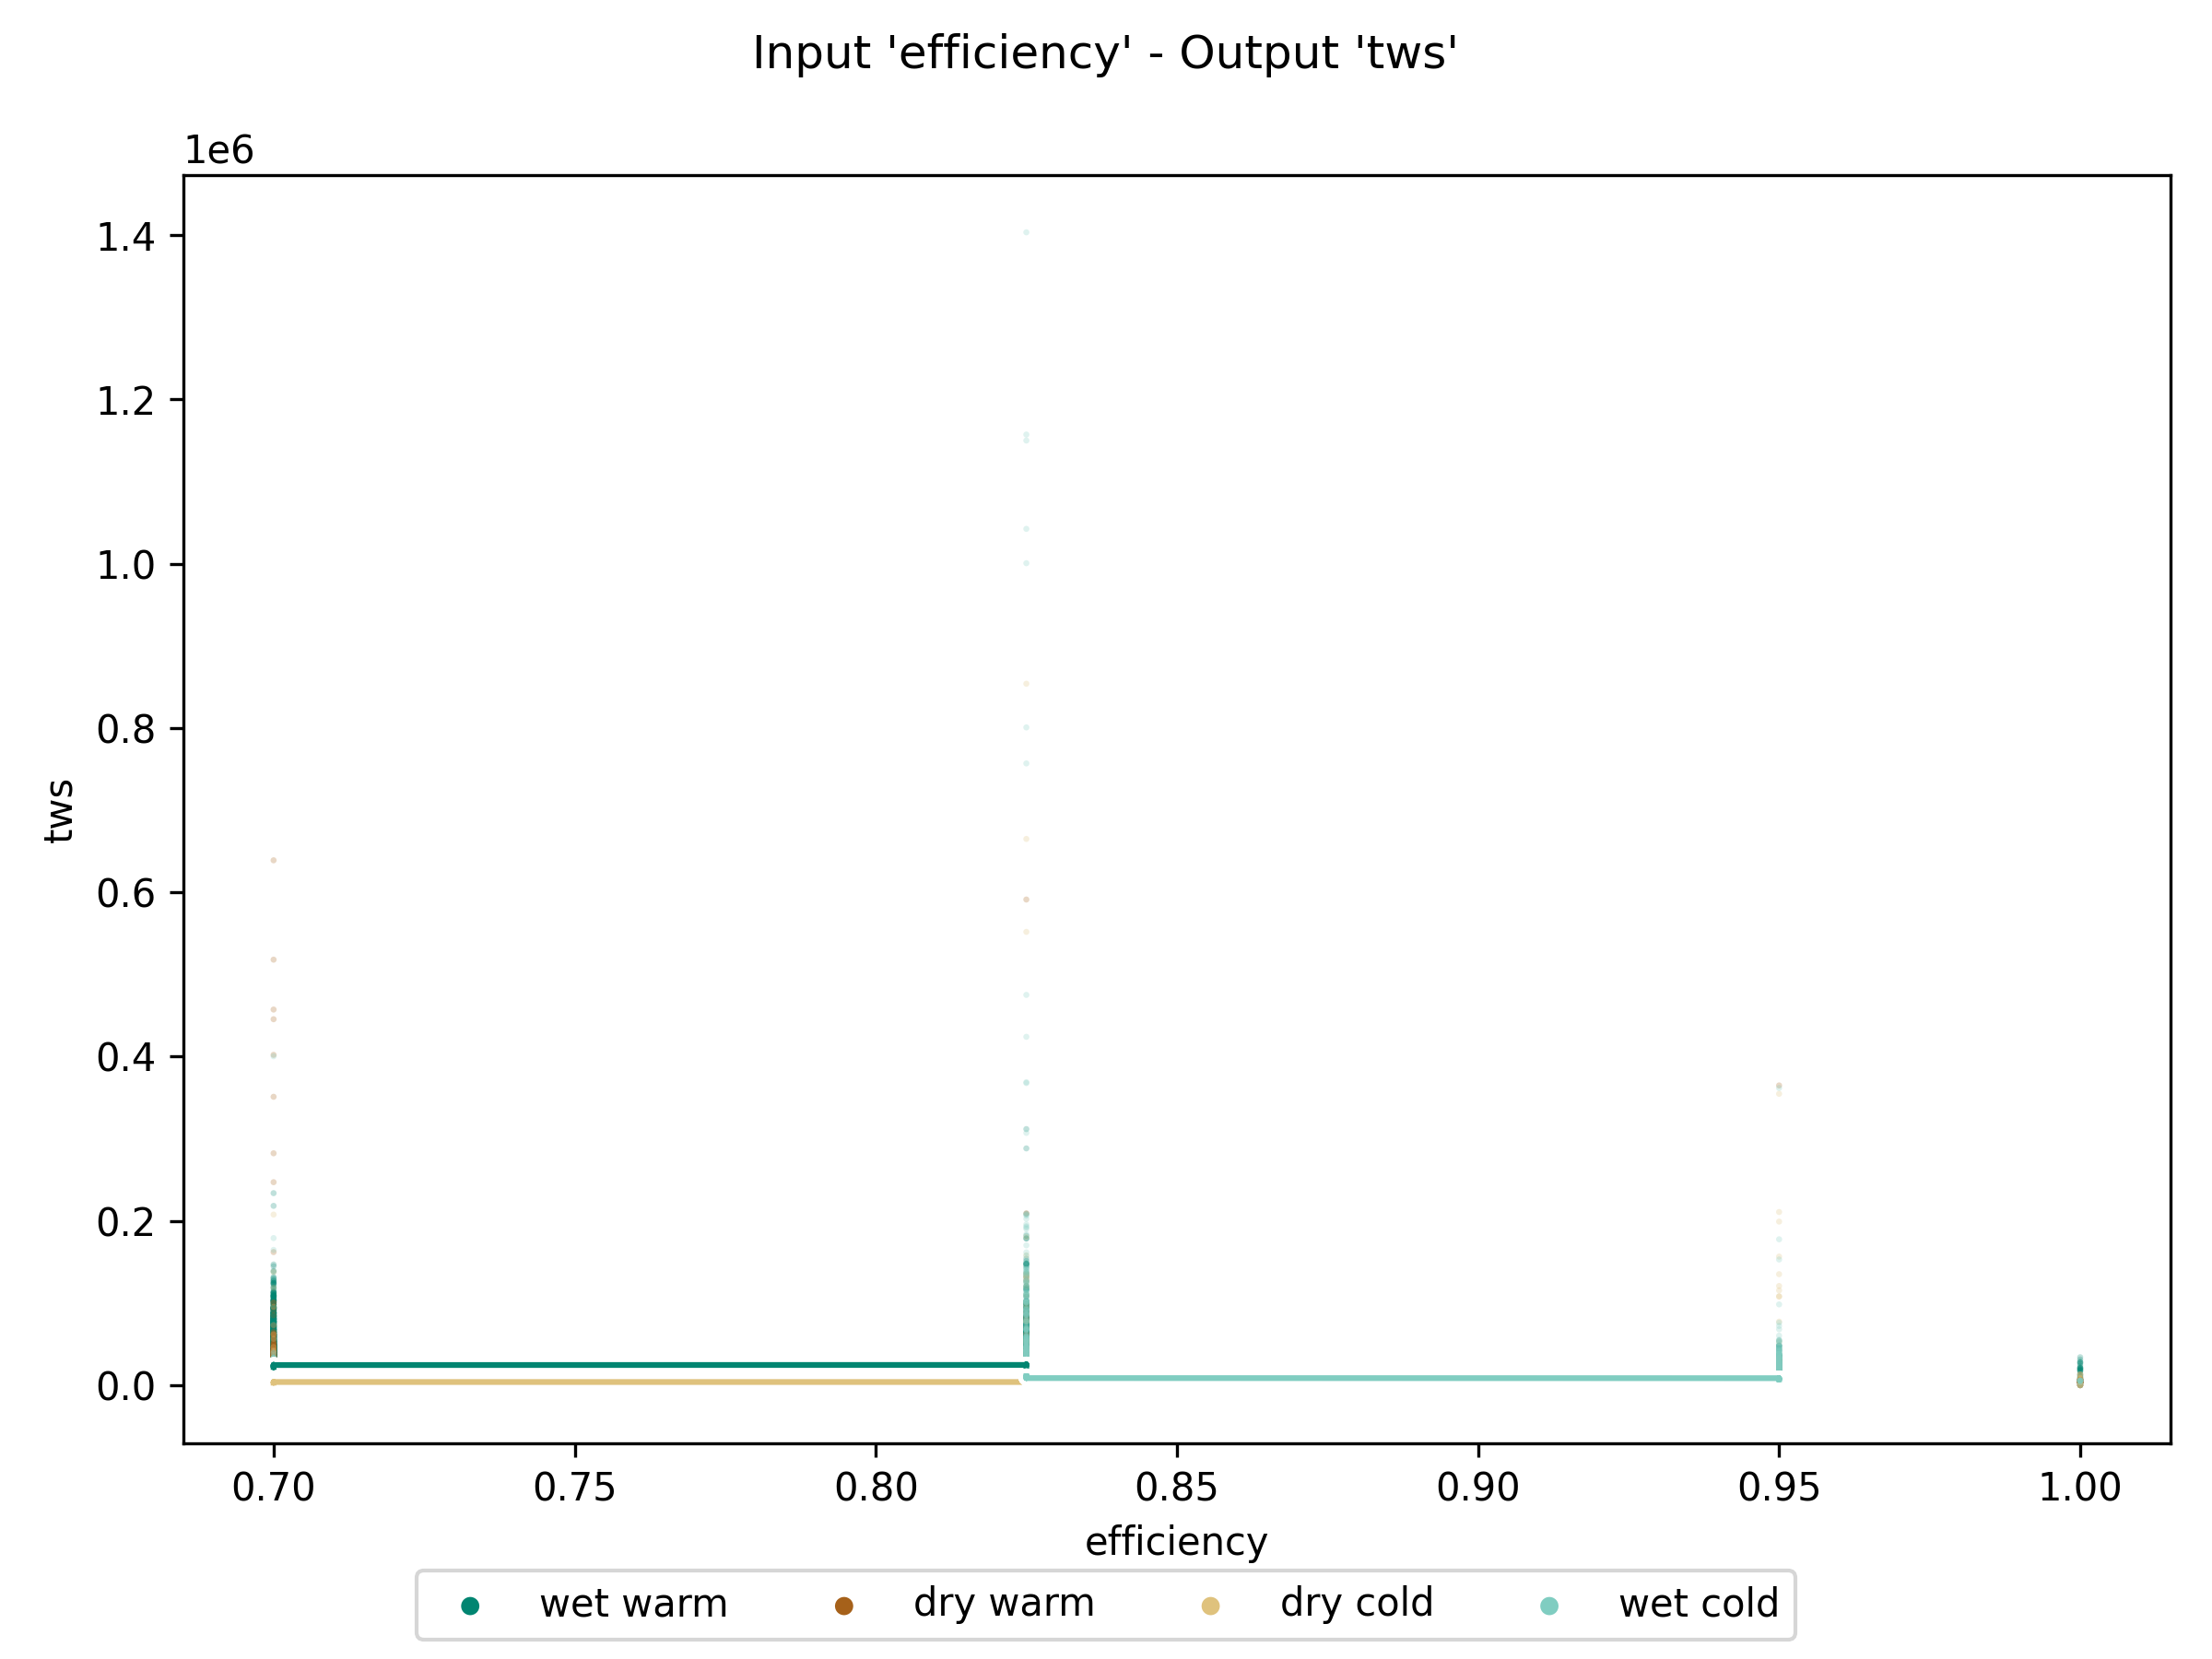 Input 'efficiency' - Output 'tws'
1e6
1.4
1.2
1.0
0.8
0.6
0.4
0.2
0.0
tws
0.70 0.75 0.80 0.85 0.90 0.95 1.00
efficiency
wet warm dry warm dry cold wet cold